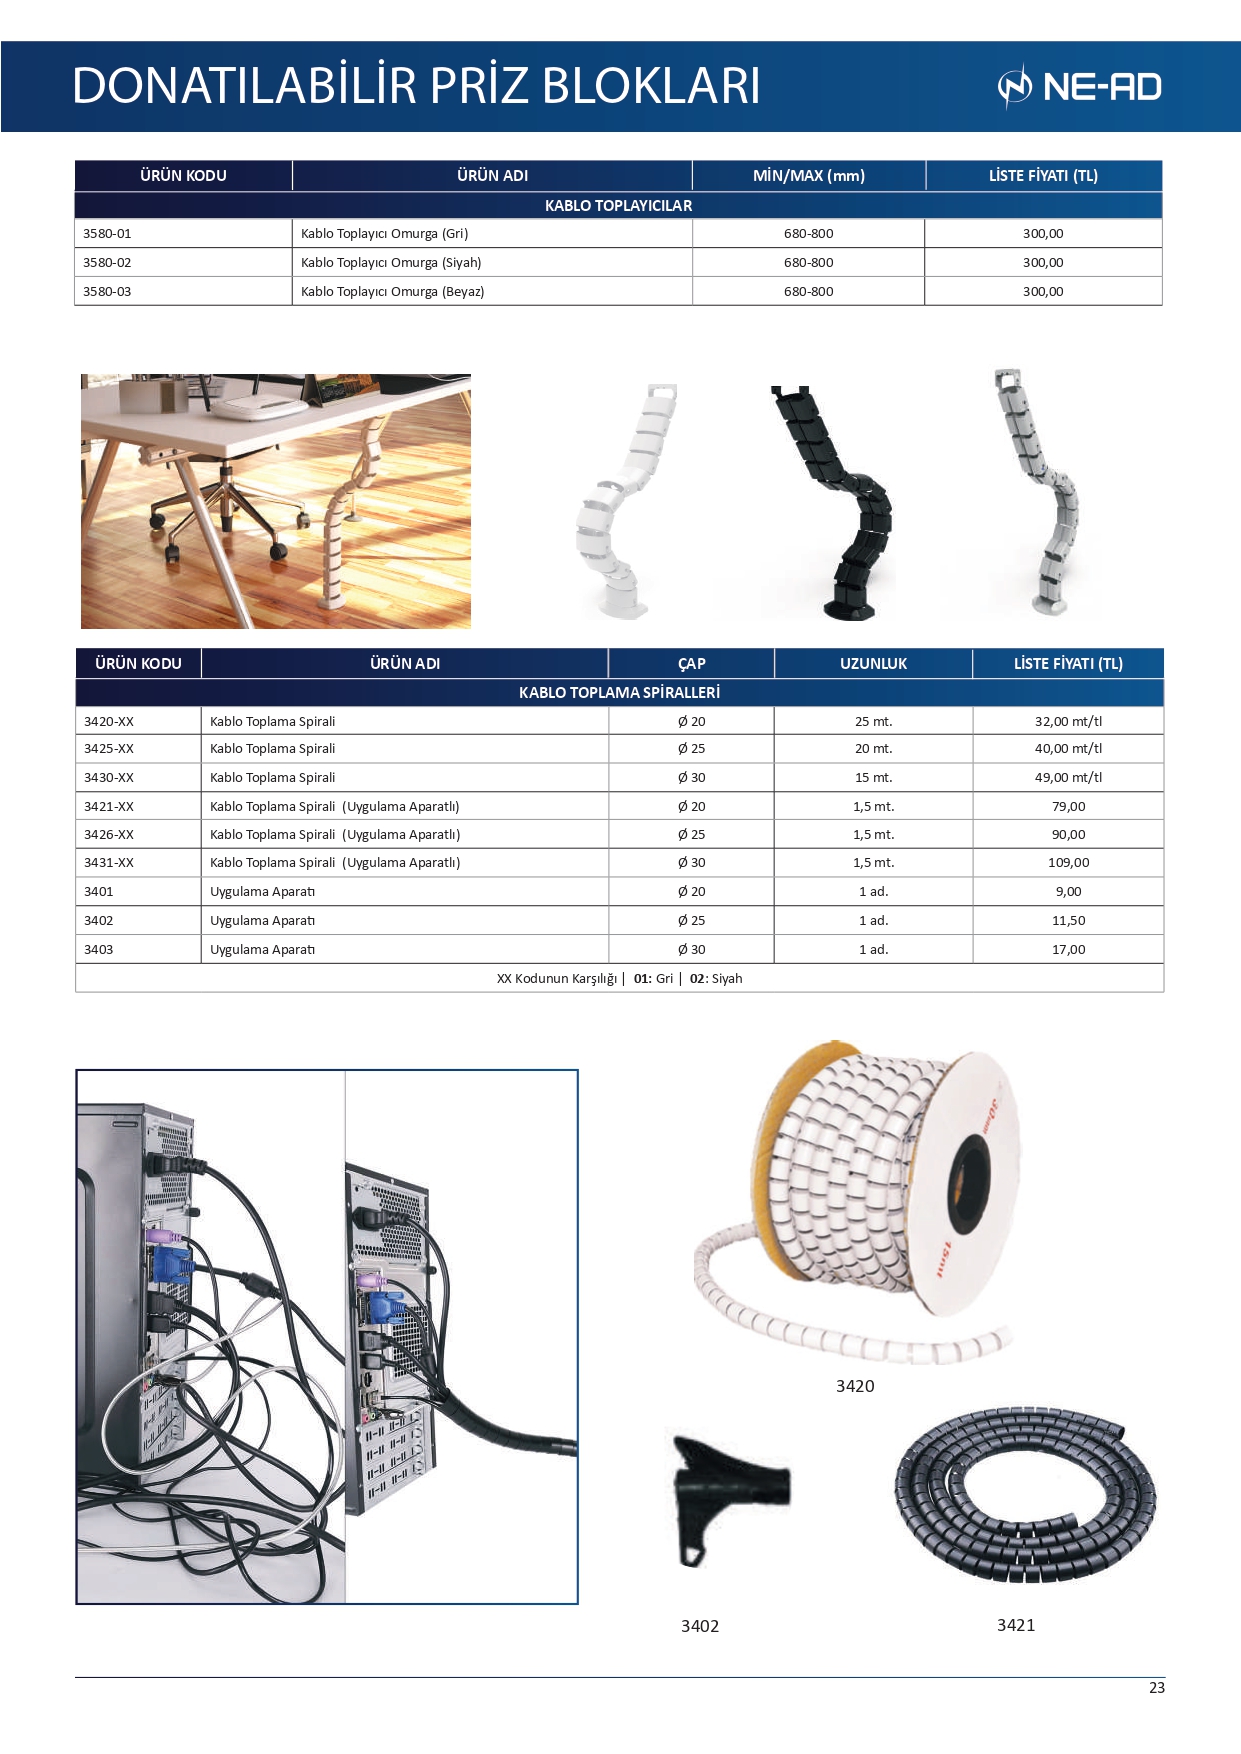 DONATILABİLİR PRİZ BLOKLARI
NE-AD
ÜRÜN KODU ÜRÜN ADI MİN/MAX (mm) LİSTE FİYATI (TL)
KABLO TOPLAYICILAR
3580-01 Kablo Toplayıcı Omurga (Gri) 680-800 300,00
3580-02 Kablo Toplayıcı Omurga (Siyah) 680-800 300,00
3580-03 Kablo Toplayıcı Omurga (Beyaz) 680-800 300,00
ÜRÜN KODU ÜRÜN ADI ÇAP UZUNLUK LİSTE FİYATI (TL)
KABLO TOPLAMA SPİRALLERİ
3420-XX Kablo Toplama Spirali Ø 20 25 mt. 32,00 mt/tl
3425-XX Kablo Toplama Spirali Ø 25 20 mt. 40,00 mt/tl
3430-XX Kablo Toplama Spirali Ø 30 15 mt. 49,00 mt/tl
3421-XX Kablo Toplama Spirali (Uygulama Aparatlı) Ø 20 1,5 mt. 79,00
3426-XX Kablo Toplama Spirali (Uygulama Aparatlı) Ø 25 1,5 mt. 90,00
3431-XX Kablo Toplama Spirali (Uygulama Aparatlı) Ø 30 1,5 mt. 109,00
3401 Uygulama Aparatı Ø 20 1 ad. 9,00
3402 Uygulama Aparatı Ø 25 1 ad. 11,50
3403 Uygulama Aparatı Ø 30 1 ad. 17,00
XX Kodunun Karşılığı | 01: Gri | 02: Siyah
30mm
15mt
3420
3402
3421
23